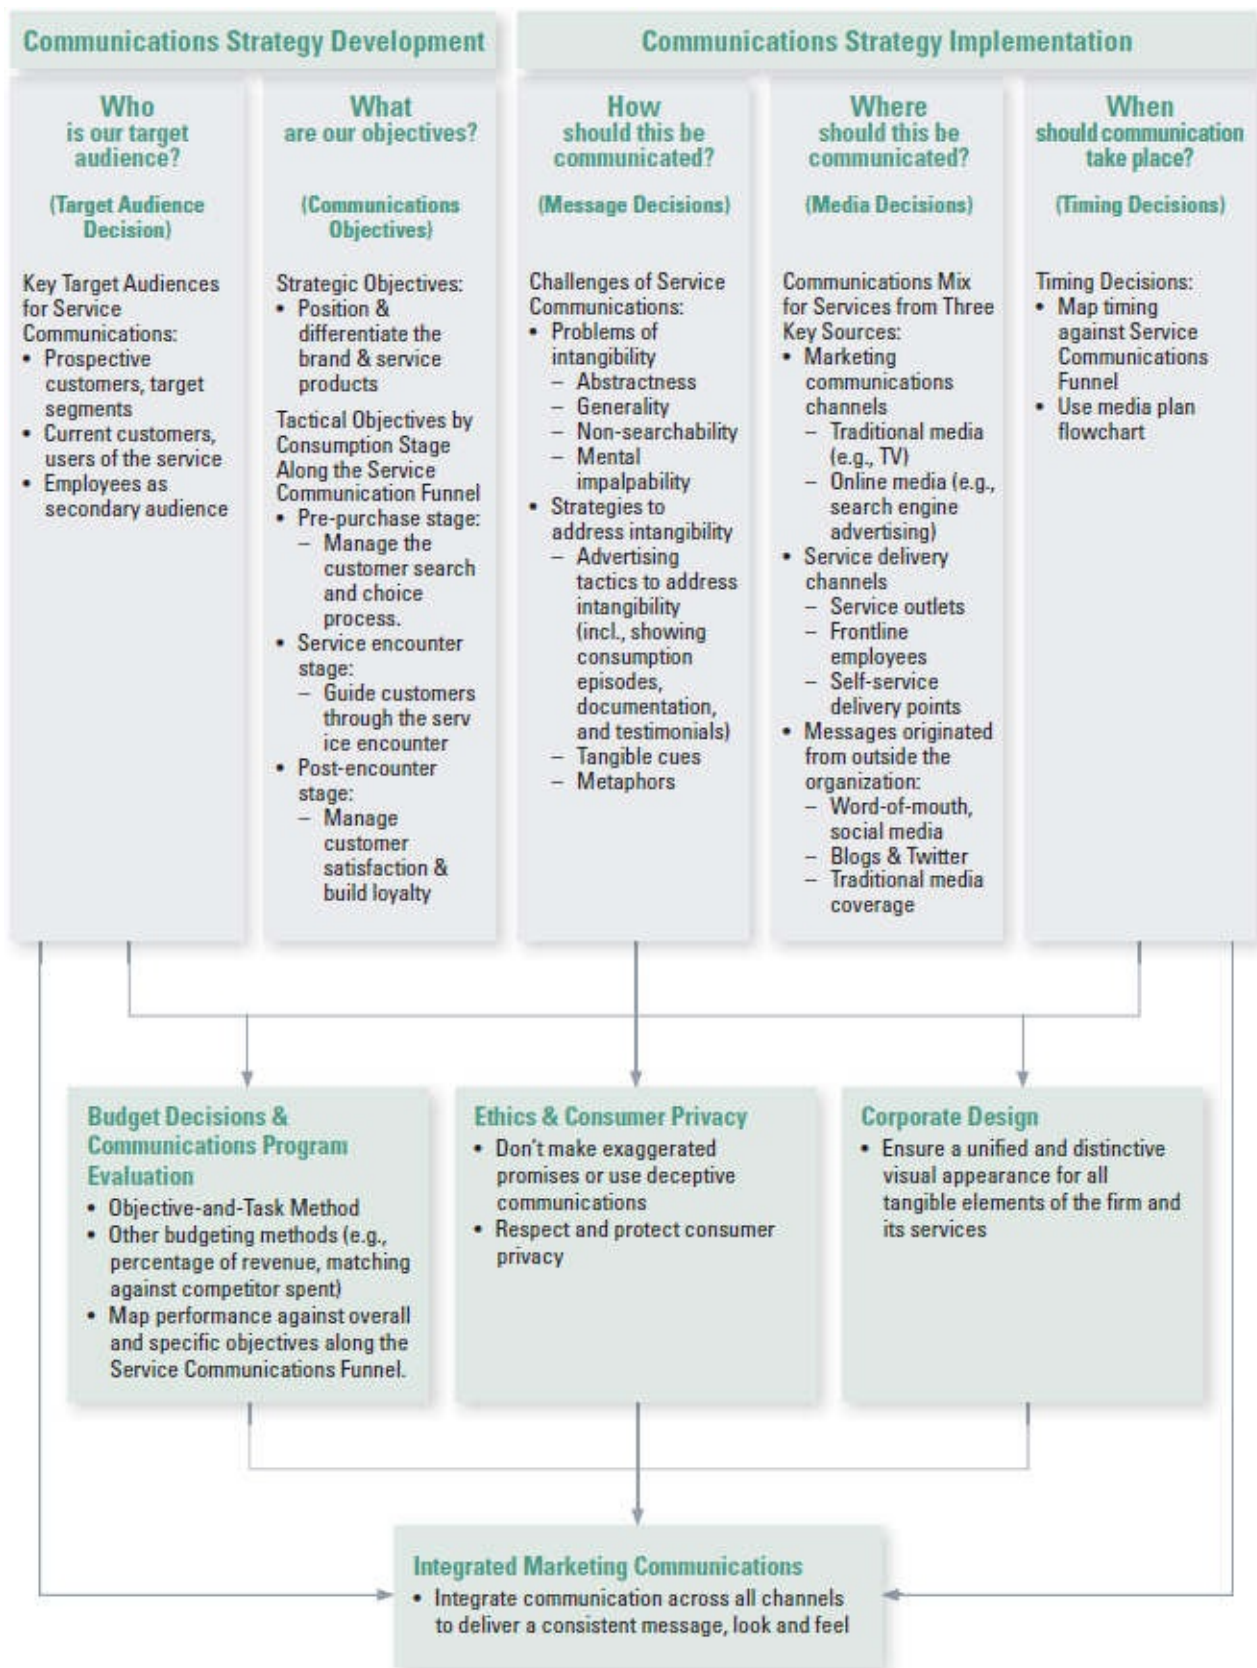 Communications Strategy Development
Communications Strategy Implementation
Who
is our target
audience?
(Target Audience
Decision)
Key Target Audiences
for Service
Communications:
• Prospective
customers, target
segments
• Current customers,
users of the service
• Employees as
secondary audience
What
are our objectives?
(Communications
Objectives)
Strategic Objectives:
• Position &
differentiate the
brand & service
products
Tactical Objectives by
Consumption Stage
Along the Service
Communication Funnel
• Pre-purchase stage:
– Manage the
customer search
and choice
process.
• Service encounter
stage:
– Guide customers
through the serv
ice encounter
• Post-encounter
stage:
– Manage
customer
satisfaction &
build loyalty
How
should this be
communicated?
(Message Decisions)
Challenges of Service
Communications:
• Problems of
intangibility
– Abstractness
– Generality
– Non-searchability
– Mental
impalpability
• Strategies to
address intangibility
– Advertising
tactics to address
intangibility
(incl., showing
consumption
episodes,
documentation,
and testimonials)
– Tangible cues
– Metaphors
Where
should this be
communicated?
(Media Decisions)
Communications Mix
for Services from Three
Key Sources:
• Marketing
communications
channels
– Traditional media
(e.g., TV)
– Online media (e.g.,
search engine
advertising)
• Service delivery
channels
– Service outlets
– Frontline
employees
– Self-service
delivery points
• Messages originated
from outside the
organization:
– Word-of-mouth,
social media
– Blogs & Twitter
– Traditional media
coverage
When
should communication
take place?
(Timing Decisions)
Timing Decisions:
• Map timing
against Service
Communications
Funnel
• Use media plan
flowchart
Budget Decisions &
Communications Program
Evaluation
• Objective-and-Task Method
• Other budgeting methods (e.g.,
percentage of revenue, matching
against competitor spent)
• Map performance against overall
and specific objectives along the
Service Communications Funnel.
Ethics & Consumer Privacy
• Don't make exaggerated
promises or use deceptive
communications
• Respect and protect consumer
privacy
Corporate Design
• Ensure a unified and distinctive
visual appearance for all
tangible elements of the firm and
its services
Integrated Marketing Communications
• Integrate communication across all channels
to deliver a consistent message, look and feel